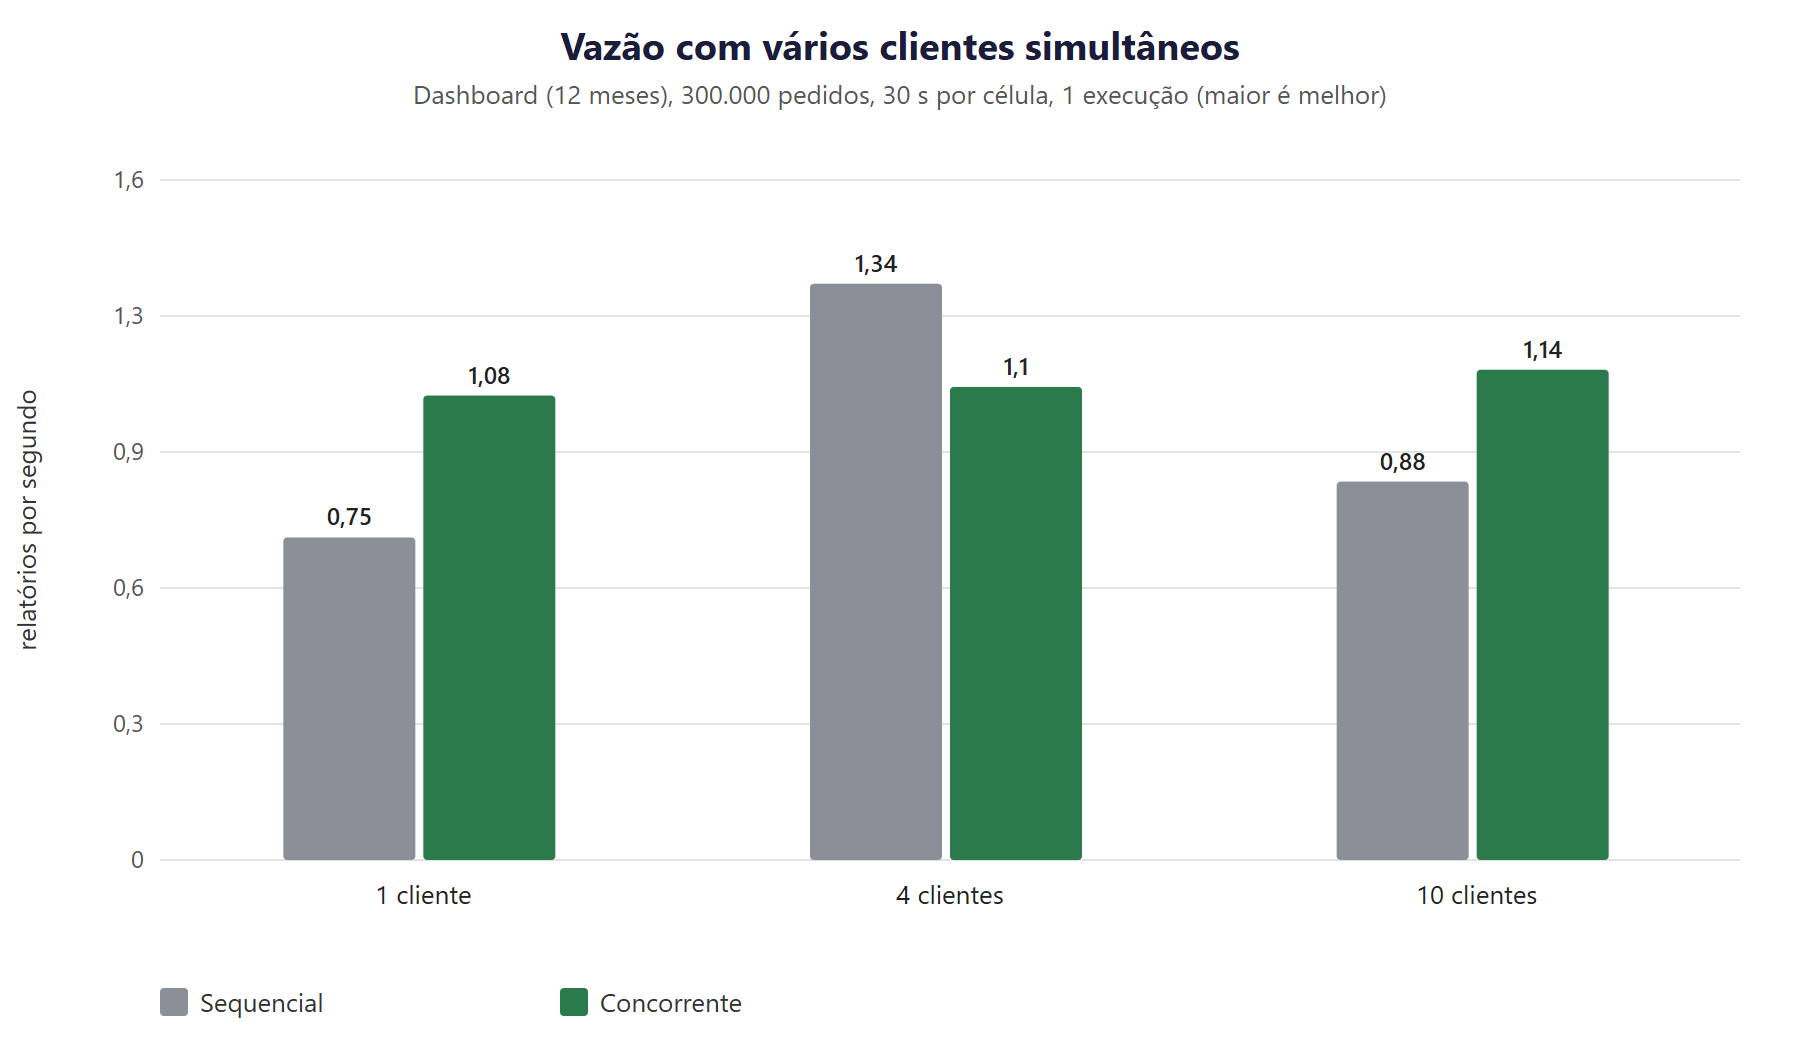 Vazão com vários clientes simultâneos
Dashboard (12 meses), 300.000 pedidos, 30 s por célula, 1 execução (maior é melhor)
relatórios por segundo
1,6
1,3
0,9
0,6
0,3
0
0,75
1,08
1,34
1,1
0,88
1,14
1 cliente
4 clientes
10 clientes
Sequencial
Concorrente